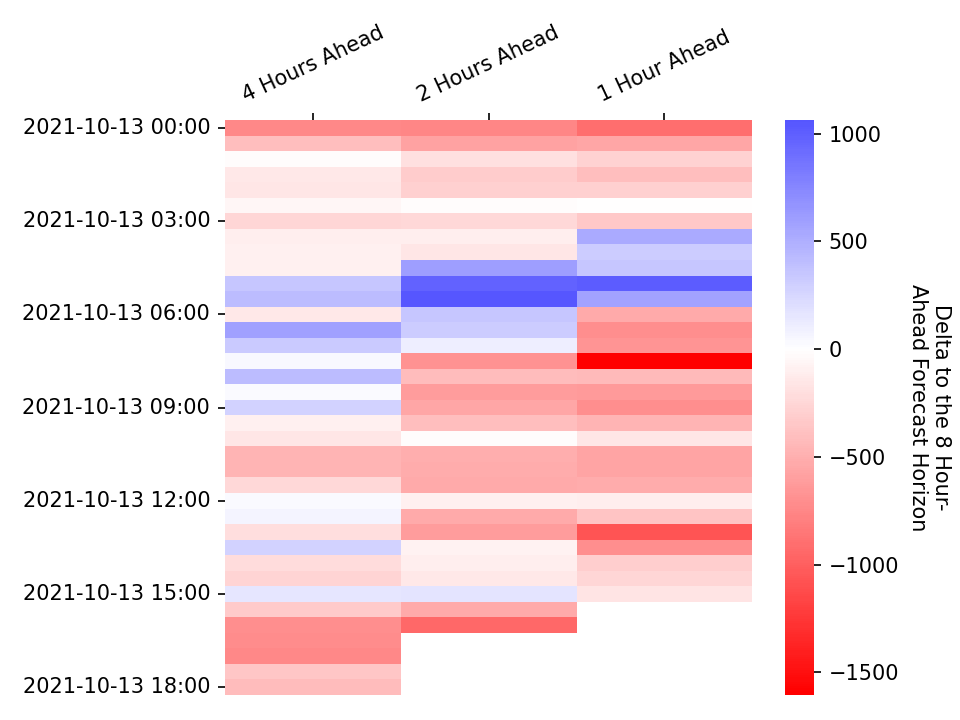 4 Hours Ahead
2 Hours Ahead
1 Hour Ahead
2021-10-13 00:00
2021-10-13 03:00
2021-10-13 06:00
2021-10-13 09:00
2021-10-13 12:00
2021-10-13 15:00
2021-10-13 18:00
1000
500
0
−500
−1000
−1500
Delta to the 8 Hour-
Ahead Forecast Horizon